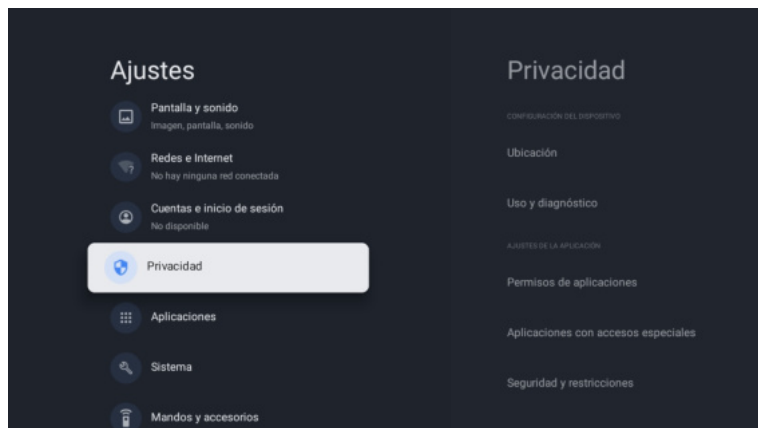 Ajustes
Pantalla y sonido
Imagen, pantalla, sonido
Redes e Internet
No hay ninguna red conectada
Cuentas e inicio de sesión
No disponible
Privacidad
Aplicaciones
Sistema
Mandos y accesorios
Privacidad
CONFIGURACIÓN DEL DISPOSITIVO
Ubicación
Uso y diagnóstico
AJUSTES DE LA APLICACIÓN
Permisos de aplicaciones
Aplicaciones con accesos especiales
Seguridad y restricciones